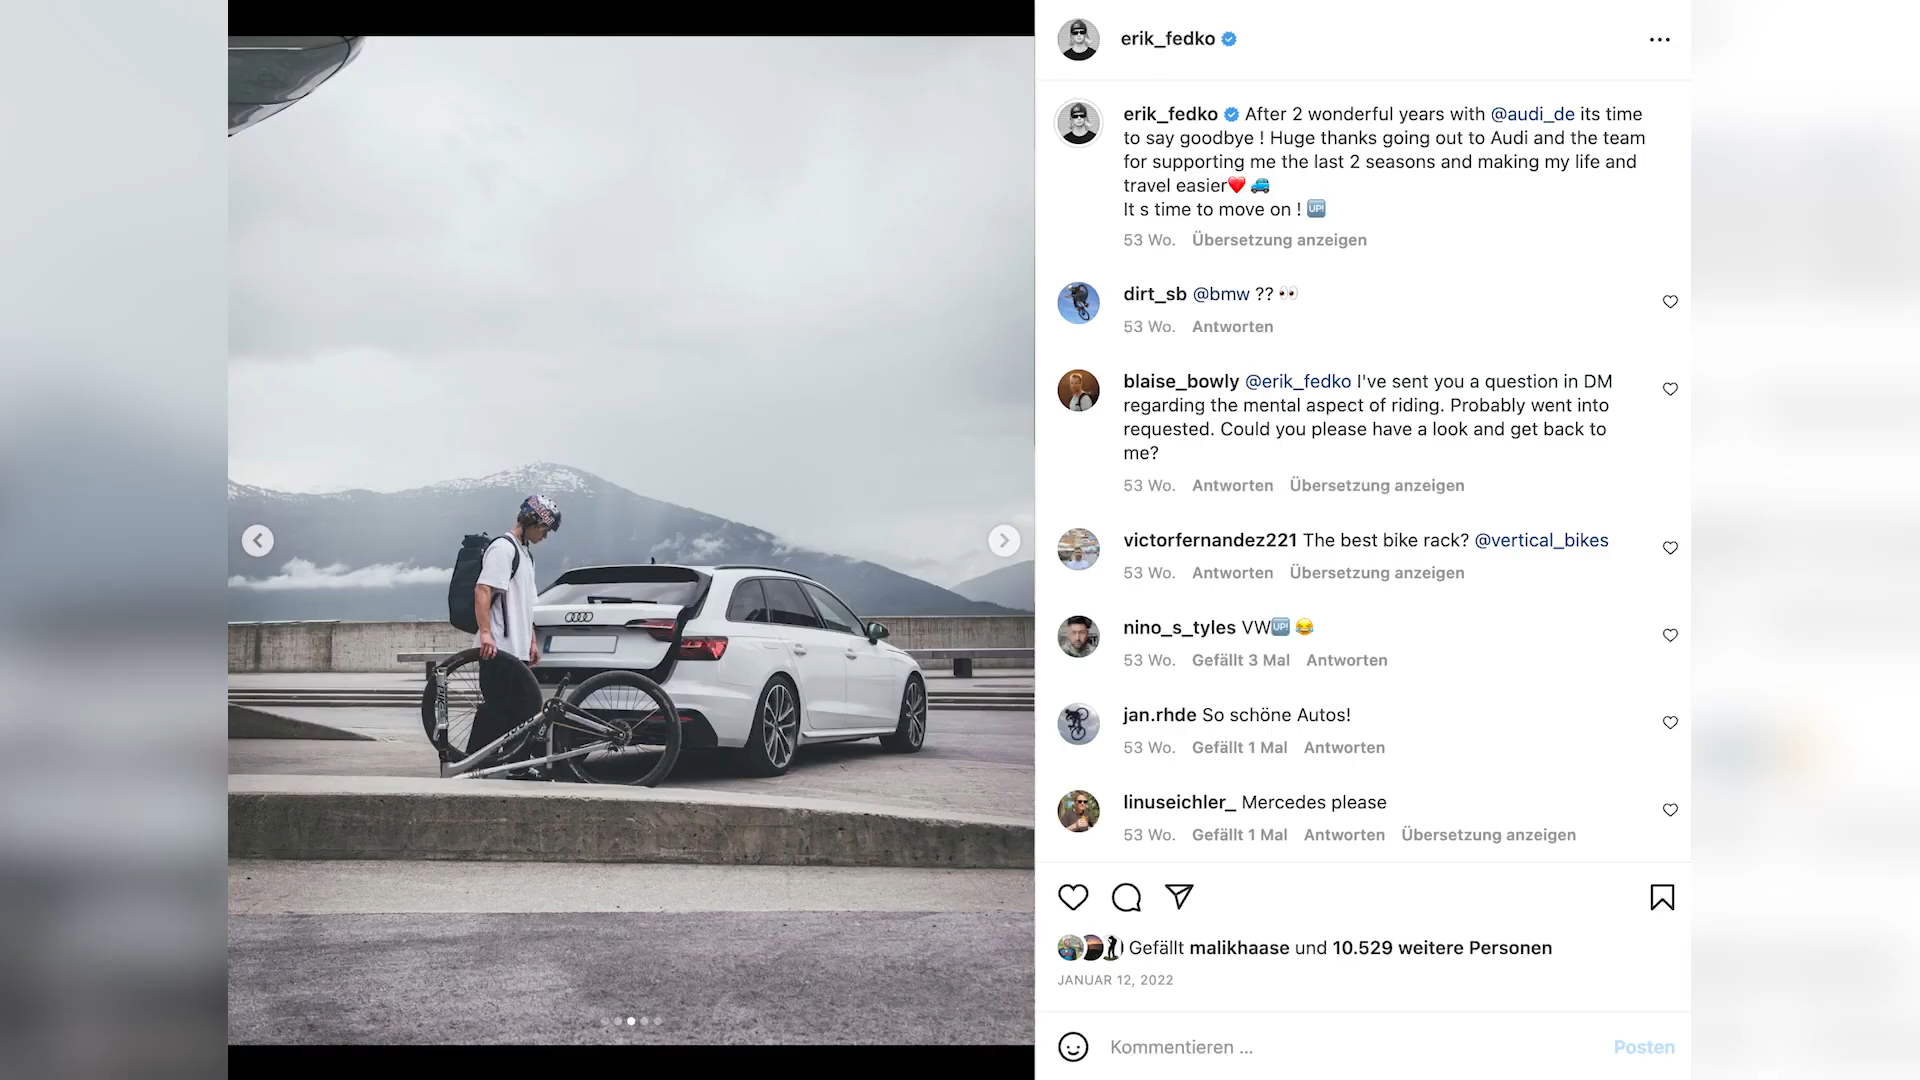 erik_fedko
erik_fedko After 2 wonderful years with @audi_de its time
to say goodbye ! Huge thanks going out to Audi and the team
for supporting me the last 2 seasons and making my life and
travel easier❤️ 🚙
It s time to move on ! 🆙
53 Wo. Übersetzung anzeigen
dirt_sb @bmw ?? 👀
53 Wo. Antworten
blaise_bowly @erik_fedko I've sent you a question in DM
regarding the mental aspect of riding. Probably went into
requested. Could you please have a look and get back to
me?
53 Wo. Antworten Übersetzung anzeigen
victorfernandez221 The best bike rack? @vertical_bikes
53 Wo. Antworten Übersetzung anzeigen
nino_s_tyles VW🆙 😂
53 Wo. Gefällt 3 Mal Antworten
jan.rhde So schöne Autos!
53 Wo. Gefällt 1 Mal Antworten
linuseichler_ Mercedes please
53 Wo. Gefällt 1 Mal Antworten Übersetzung anzeigen
Gefällt malikhaase und 10.529 weitere Personen
JANUAR 12, 2022
Kommentieren ... Posten